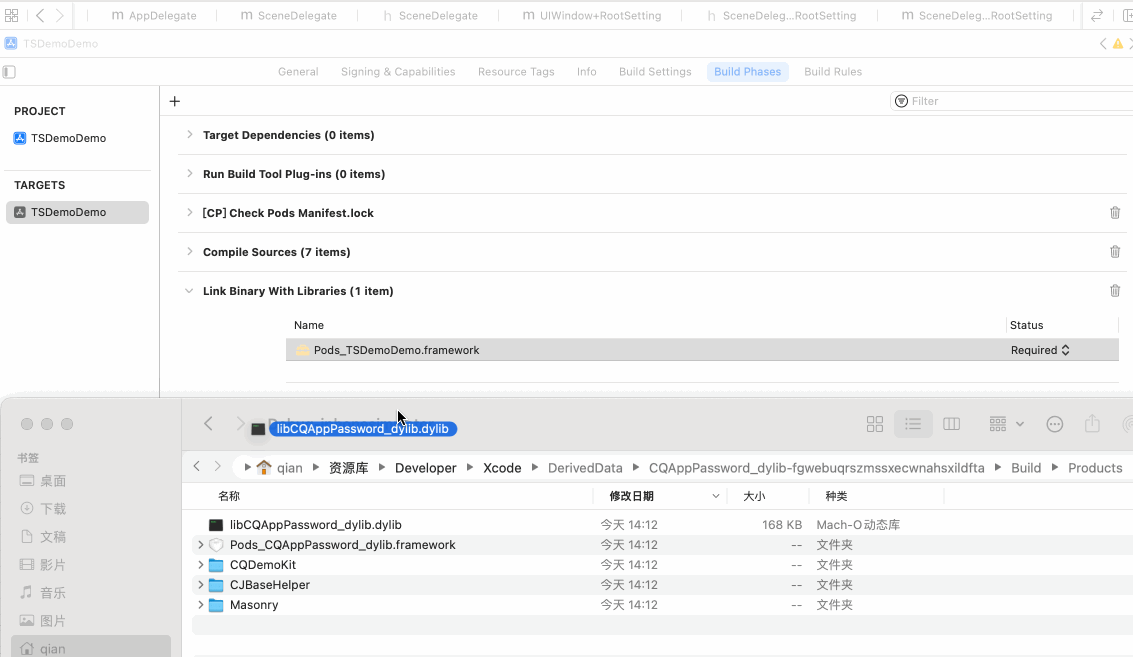 AppDelegate SceneDelegate SceneDelegate UIWindow+RootSetting SceneDeleg...RootSetting SceneDeleg...RootSetting
TSDemoDemo
General Signing & Capabilities Resource Tags Info Build Settings Build Phases Build Rules
PROJECT
Filter
TSDemoDemo
TARGETS
TSDemoDemo
Target Dependencies (0 items)
Run Build Tool Plug-ins (0 items)
[CP] Check Pods Manifest.lock
Compile Sources (7 items)
Link Binary With Libraries (1 item)
Name Status
Pods_TSDemoDemo.framework Required
libCQAppPassword_dylib.dylib
书签
桌面
下载
文稿
影片
音乐
图片
qian
qian 资源库 Developer Xcode DerivedData CQAppPassword_dylib-fgwebuqrszmssxecwnahsxildfta Build Products
名称 修改日期 大小 种类
libCQAppPassword_dylib.dylib 今天 14:12 168 KB Mach-O动态库
Pods_CQAppPassword_dylib.framework 今天 14:12 -- 文件夹
CQDemoKit 今天 14:12 -- 文件夹
CJBaseHelper 今天 14:12 -- 文件夹
Masonry 今天 14:12 -- 文件夹